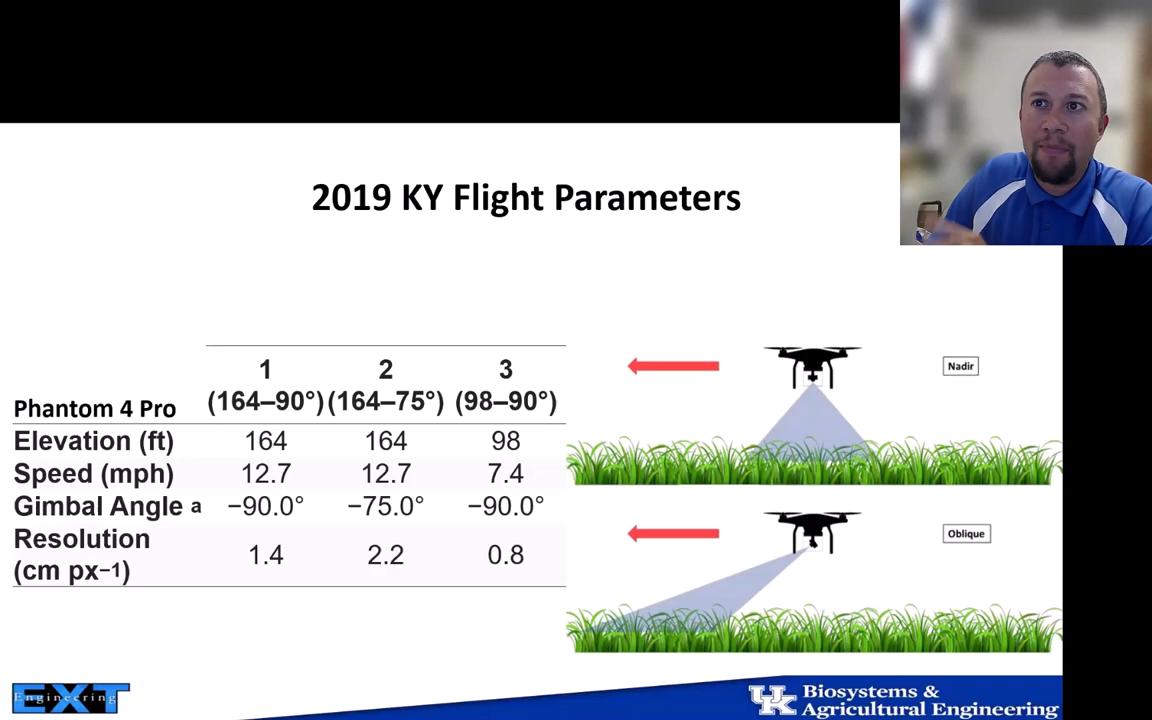 2019 KY Flight Parameters
1 2 3
Phantom 4 Pro (164–90°) (164–75°) (98–90°)
Elevation (ft) 164 164 98
Speed (mph) 12.7 12.7 7.4
Gimbal Angle a −90.0° −75.0° −90.0°
Resolution
(cm px−1) 1.4 2.2 0.8
Nadir
Oblique
EXT
Engineering
UK Biosystems &
Agricultural Engineering